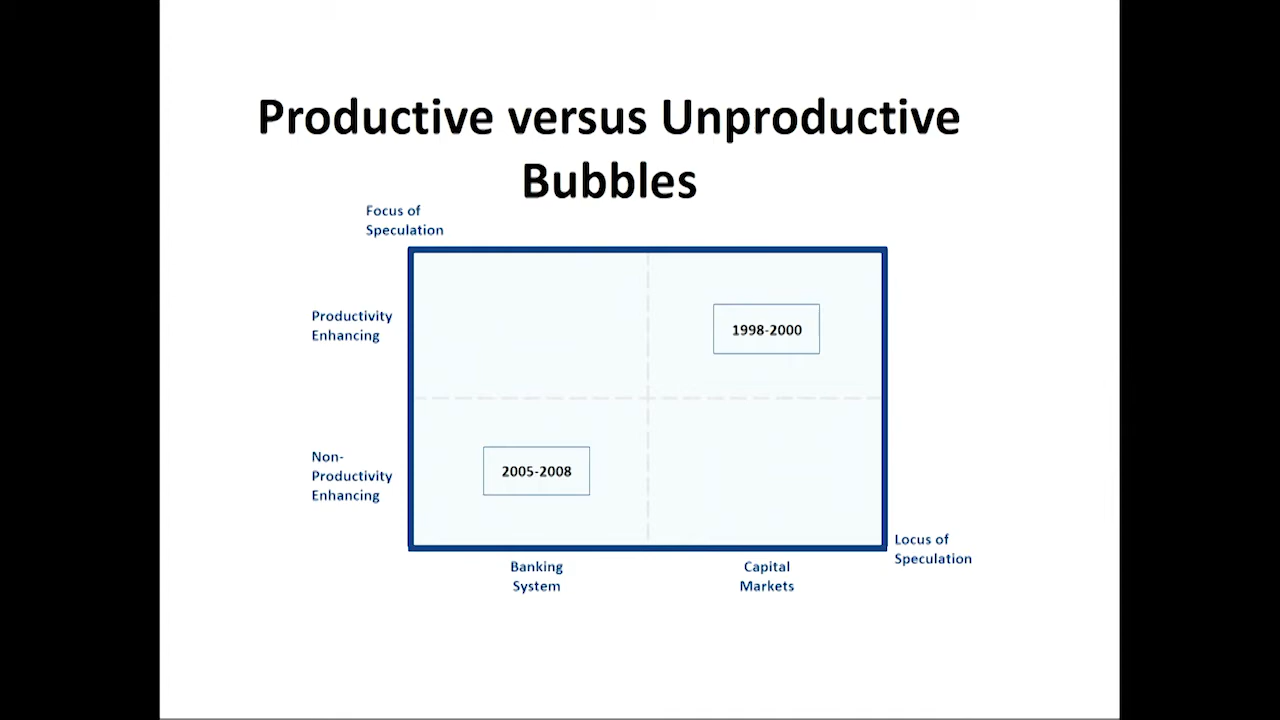 Productive versus Unproductive
Bubbles
Focus of
Speculation
Productivity
Enhancing
1998-2000
Non-
Productivity
Enhancing
2005-2008
Locus of
Speculation
Banking
System
Capital
Markets